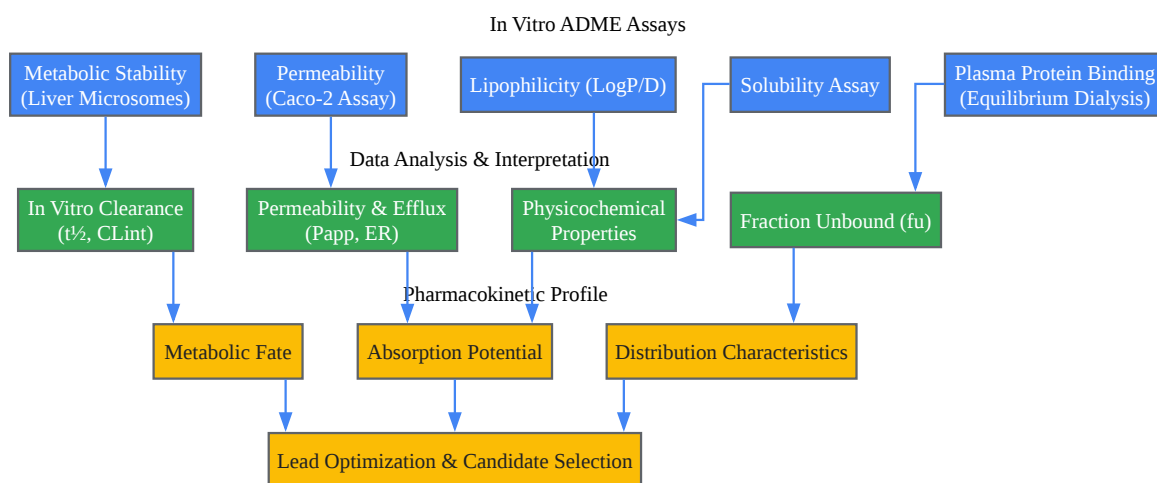 In Vitro ADME Assays
Metabolic Stability
(Liver Microsomes)
Permeability
(Caco-2 Assay)
Lipophilicity (LogP/D)
Solubility Assay
Plasma Protein Binding
(Equilibrium Dialysis)
Data Analysis & Interpretation
In Vitro Clearance
(t½, CLint)
Permeability & Efflux
(Papp, ER)
Physicochemical
Properties
Fraction Unbound (fu)
Pharmacokinetic Profile
Metabolic Fate
Absorption Potential
Distribution Characteristics
Lead Optimization & Candidate Selection